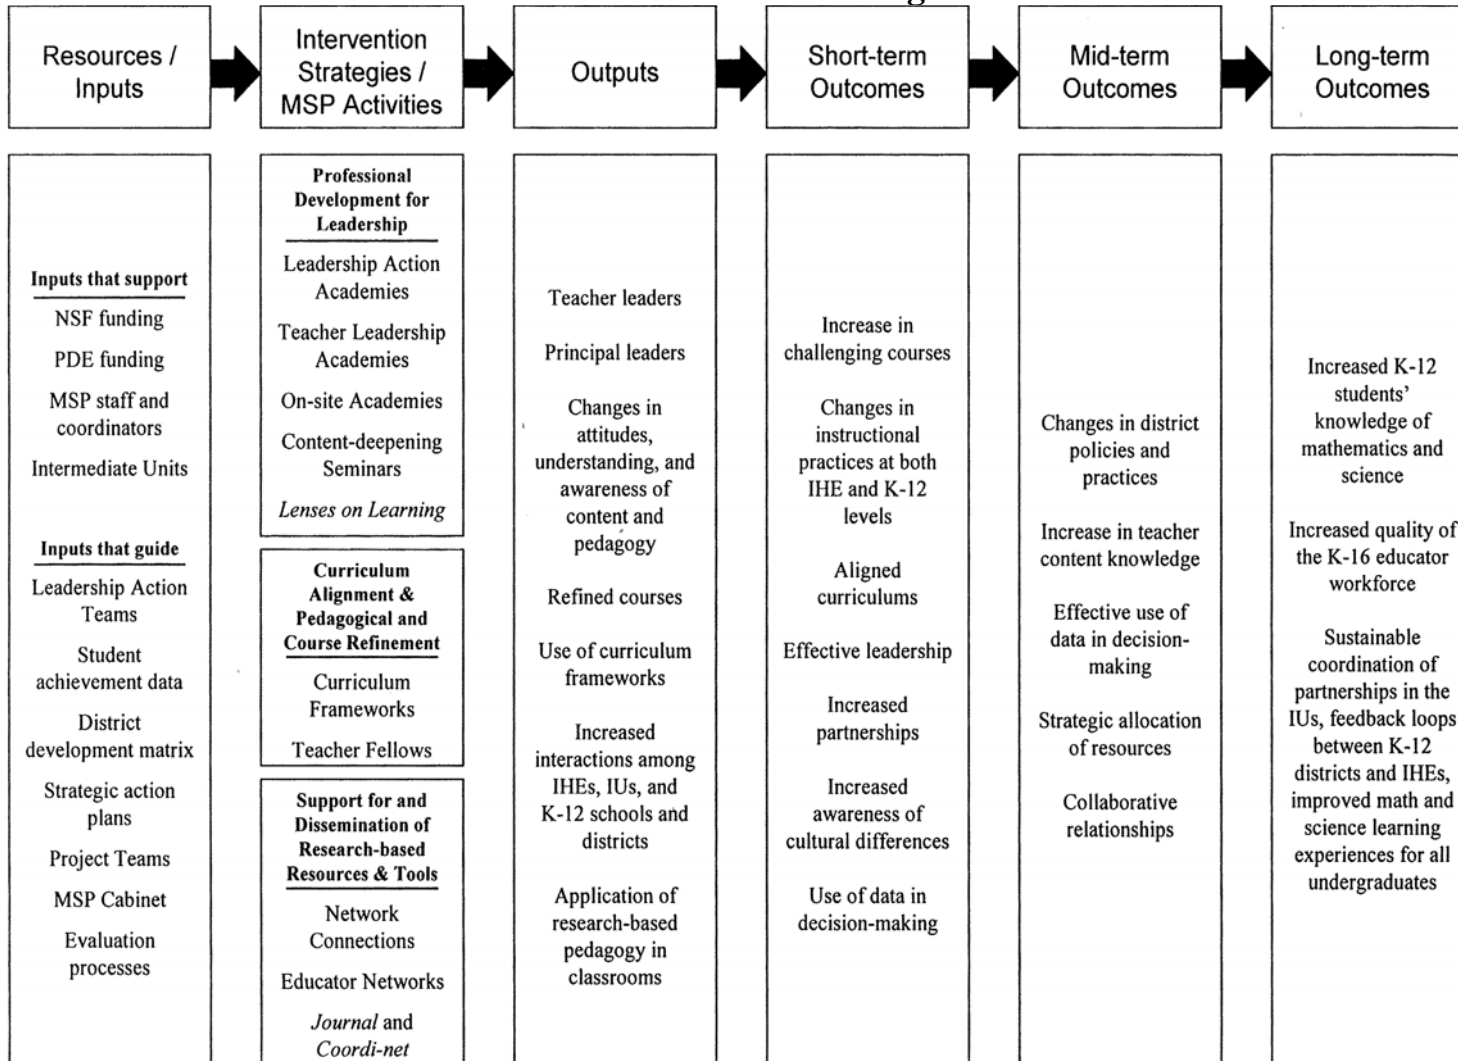 Resources /
Inputs
Intervention
Strategies /
MSP Activities
Outputs
Short-term
Outcomes
Mid-term
Outcomes
Long-term
Outcomes
Inputs that support
NSF funding
PDE funding
MSP staff and
coordinators
Intermediate Units
Inputs that guide
Leadership Action
Teams
Student
achievement data
District
development matrix
Strategic action
plans
Project Teams
MSP Cabinet
Evaluation
processes
Professional
Development for
Leadership
Leadership Action
Academies
Teacher Leadership
Academies
On-site Academies
Content-deepening
Seminars
Lenses on Learning
Curriculum
Alignment &
Pedagogical and
Course Refinement
Curriculum
Frameworks
Teacher Fellows
Support for and
Dissemination of
Research-based
Resources & Tools
Network
Connections
Educator Networks
Journal and
Coordi-net
Teacher leaders
Principal leaders
Changes in
attitudes,
understanding, and
awareness of
content and
pedagogy
Refined courses
Use of curriculum
frameworks
Increased
interactions among
IHEs, IUs, and
K-12 schools and
districts
Application of
research-based
pedagogy in
classrooms
Increase in
challenging courses
Changes in
instructional
practices at both
IHE and K-12
levels
Aligned
curriculums
Effective leadership
Increased
partnerships
Increased
awareness of
cultural differences
Use of data in
decision-making
Changes in district
policies and
practices
Increase in teacher
content knowledge
Effective use of
data in decision-
making
Strategic allocation
of resources
Collaborative
relationships
Increased K-12
students'
knowledge of
mathematics and
science
Increased quality of
the K-16 educator
workforce
Sustainable
coordination of
partnerships in the
IUs, feedback loops
between K-12
districts and IHEs,
improved math and
science learning
experiences for all
undergraduates